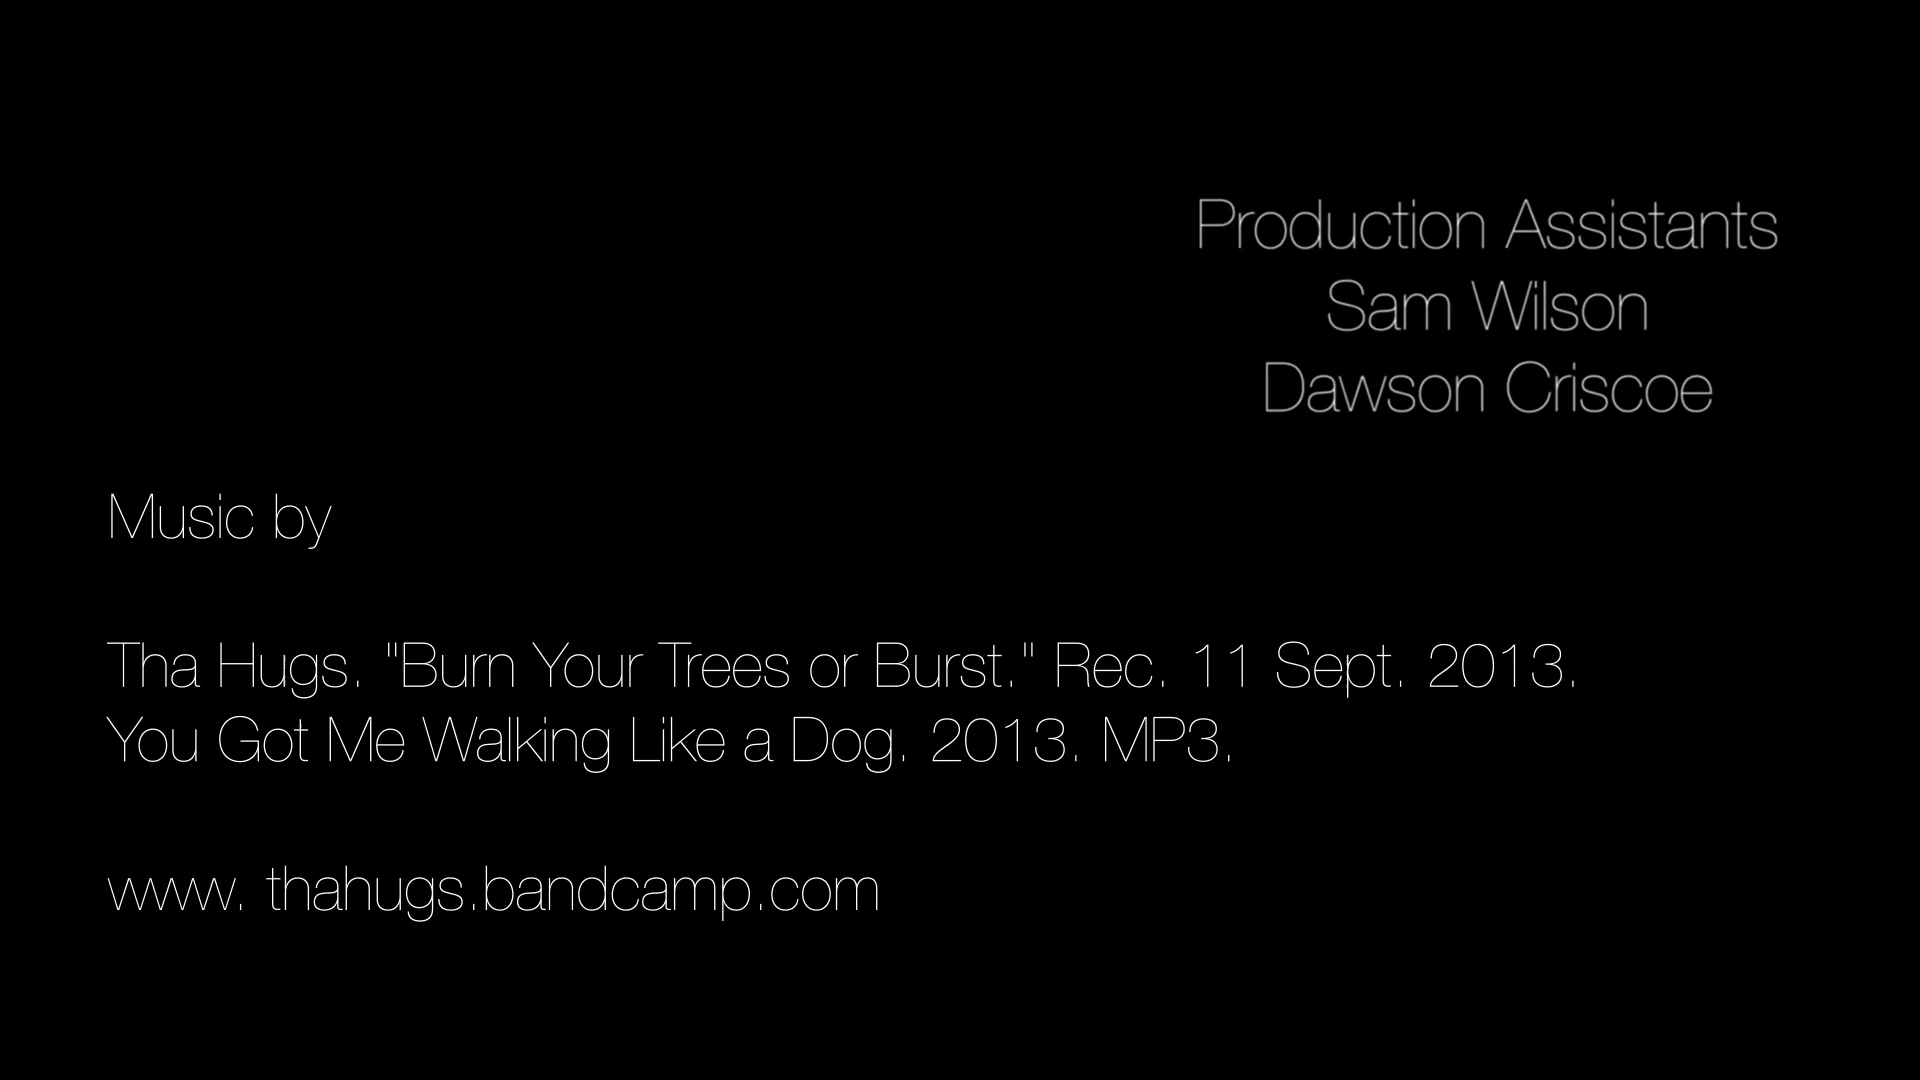 Production Assistants
Sam Wilson
Dawson Criscoe
Music by
Tha Hugs. "Burn Your Trees or Burst." Rec. 11 Sept. 2013.
You Got Me Walking Like a Dog. 2013. MP3.
www. thahugs.bandcamp.com